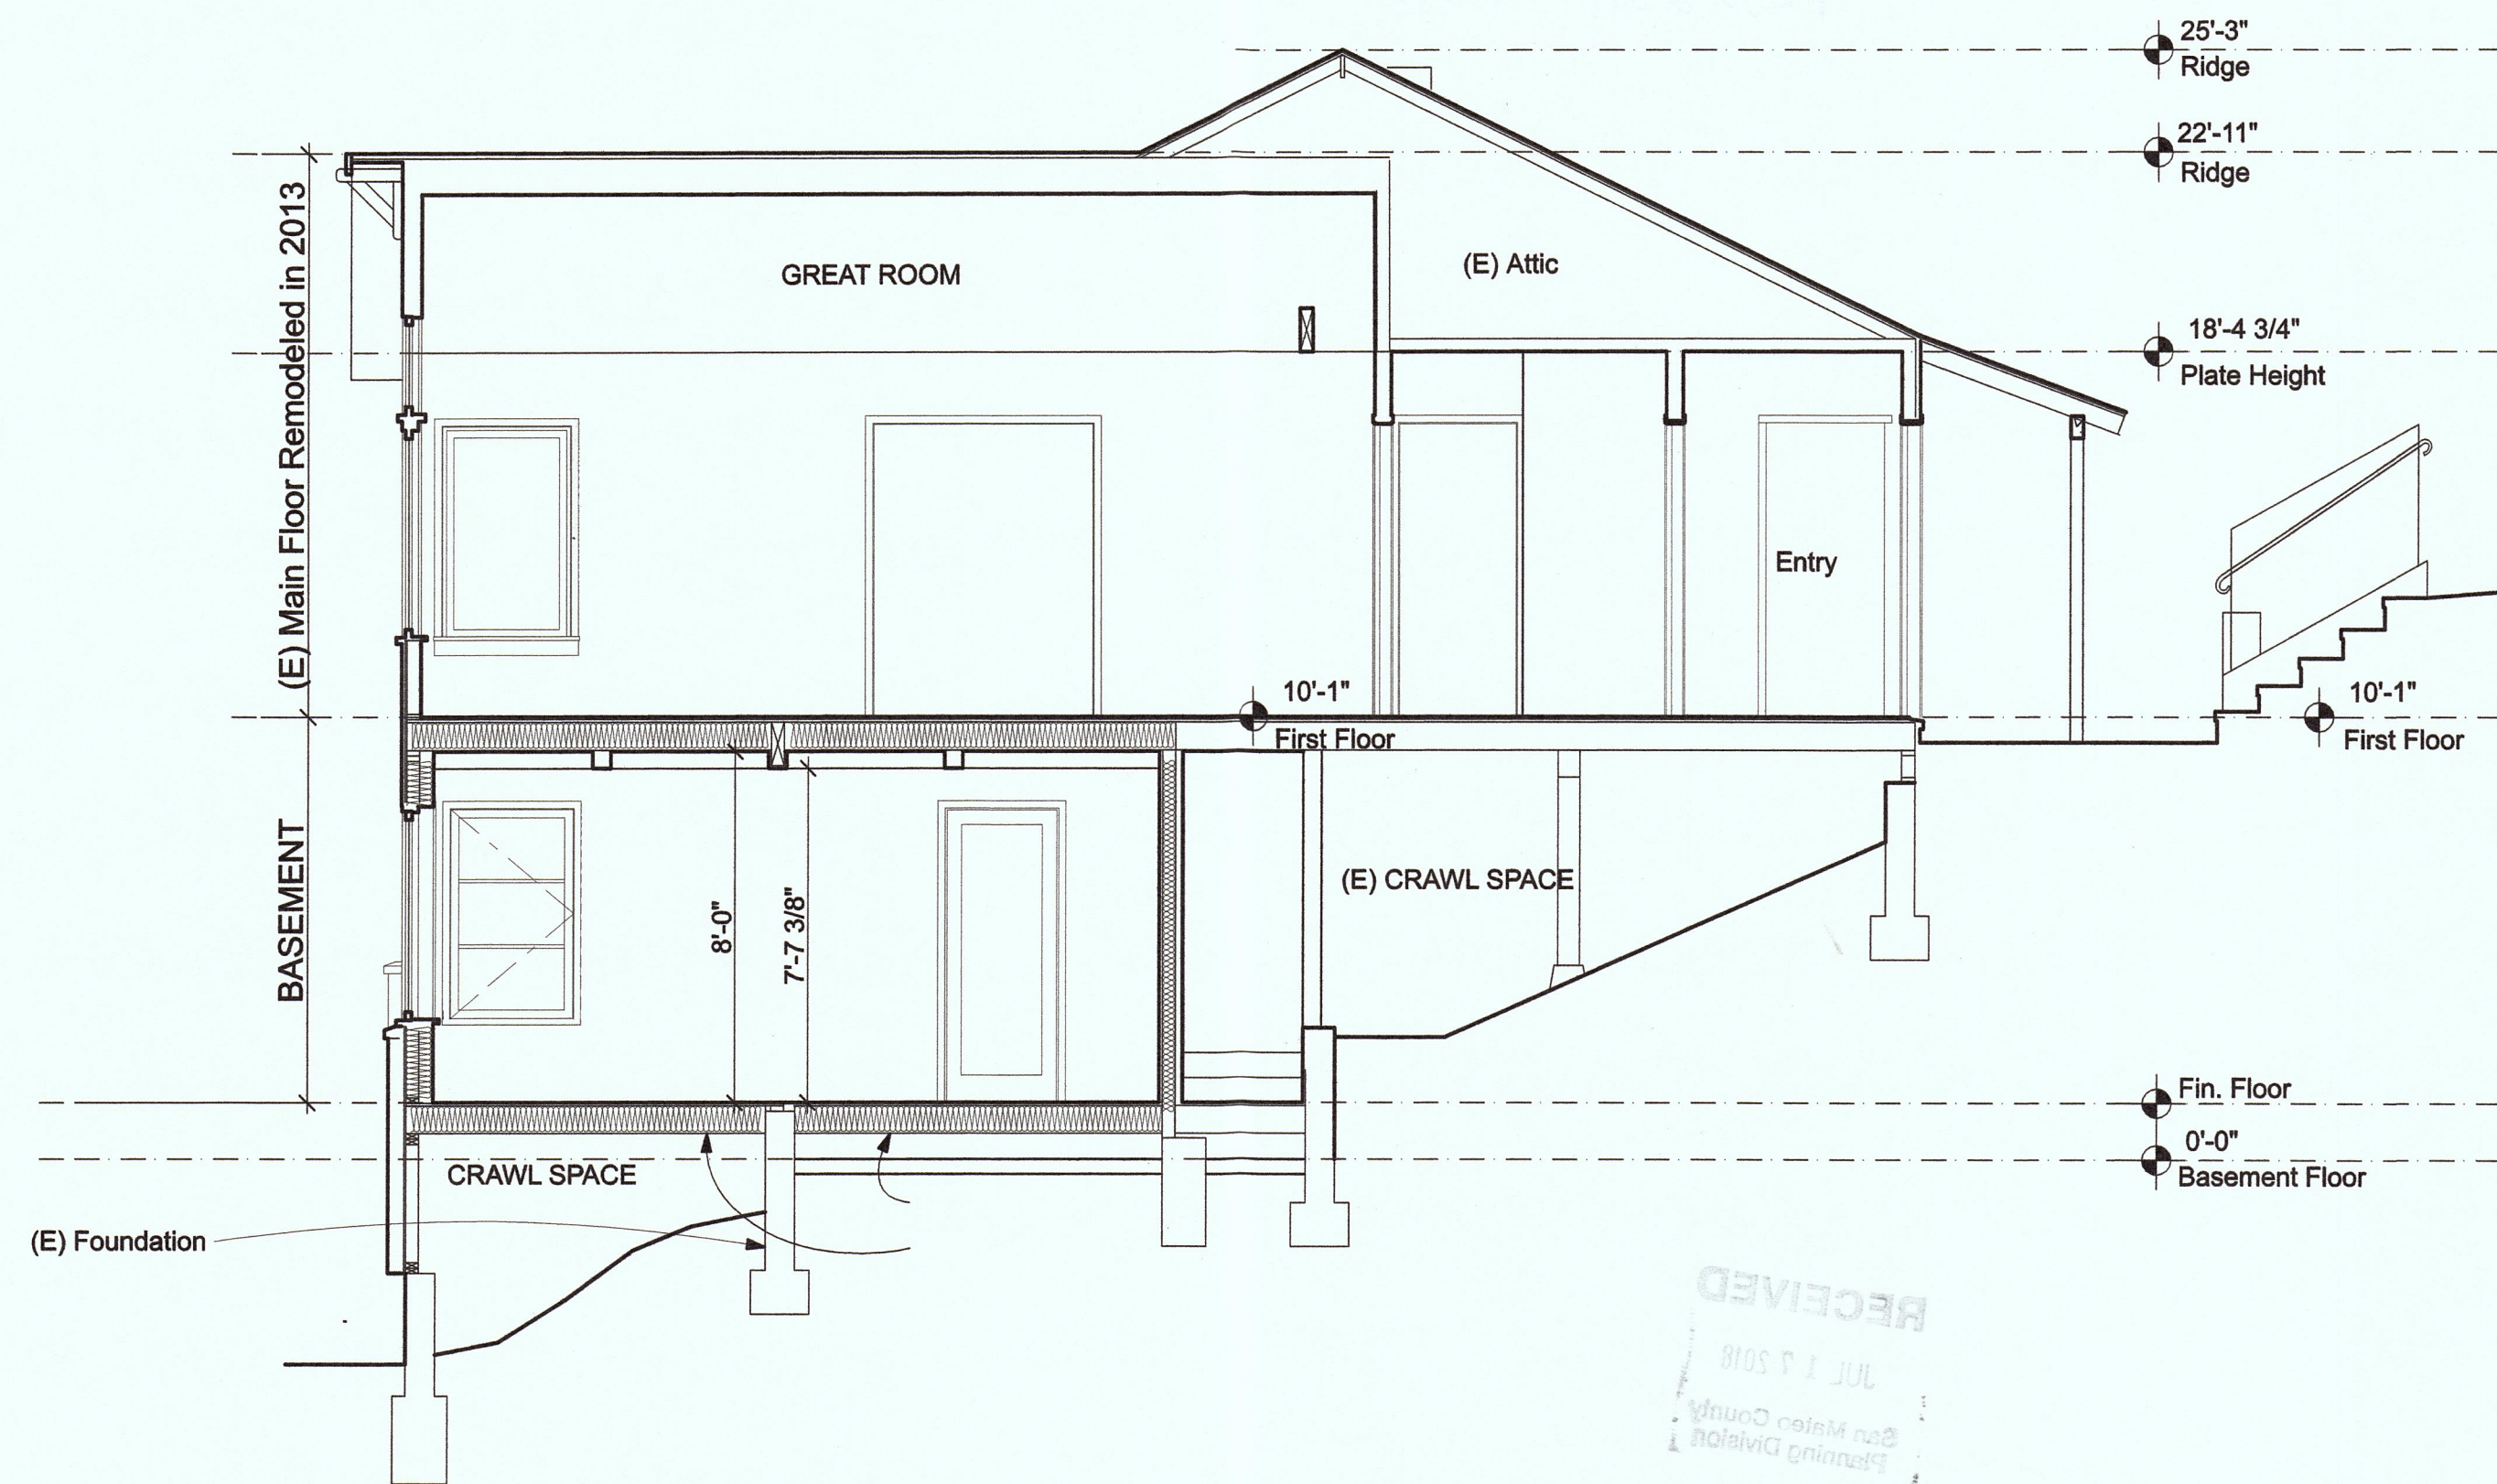 25'-3"
Ridge
22'-11"
Ridge
(E) Main Floor Remodeled in 2013
GREAT ROOM
(E) Attic
18'-4 3/4"
Plate Height
Entry
10'-1"
First Floor
10'-1"
First Floor
BASEMENT
8'-0"
7'-7 3/8"
(E) CRAWL SPACE
Fin. Floor
0'-0"
Basement Floor
CRAWL SPACE
(E) Foundation
RECEIVED
JUL 17 2018
San Mateo County
Planning Division